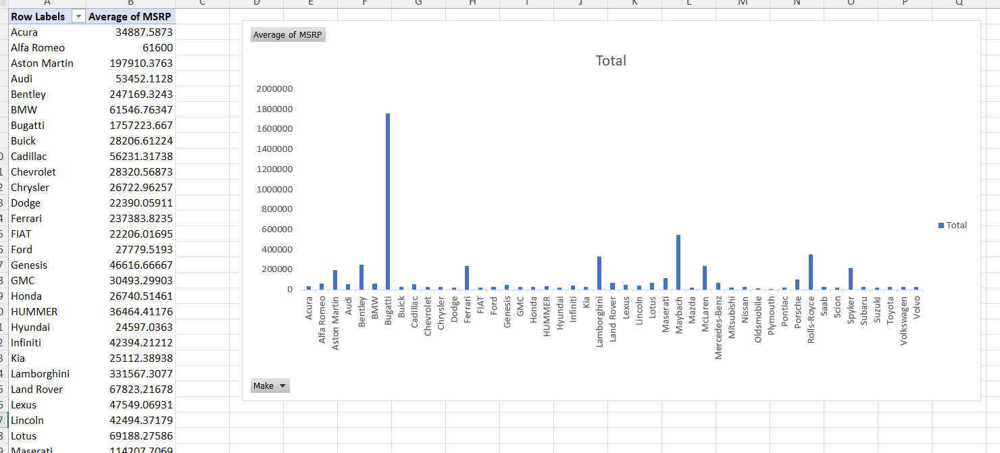 A B C D E F G H I J K L M N O P Q
Row Labels Average of MSRP
Acura 34887.5873
Alfa Romeo 61600
Aston Martin 197910.3763
Audi 53452.1128
Bentley 247169.3243
BMW 61546.76347
Bugatti 1757223.667
Buick 28206.61224
Cadillac 56231.31738
Chevrolet 28320.56873
Chrysler 26722.96257
Dodge 22390.05911
Ferrari 237383.8235
FIAT 22206.01695
Ford 27779.5193
Genesis 46616.66667
GMC 30493.29903
Honda 26740.51461
HUMMER 36464.41176
Hyundai 24597.0363
Infiniti 42394.21212
Kia 25112.38938
Lamborghini 331567.3077
Land Rover 67823.21678
Lexus 47549.06931
Lincoln 42494.37179
Lotus 69188.27586
Maserati 114207.7069
Average of MSRP
Total
2000000
1800000
1600000
1400000
1200000
1000000
800000
600000
400000
200000
0
Acura
Alfa Romeo
Aston Martin
Audi
Bentley
BMW
Bugatti
Buick
Cadillac
Chevrolet
Chrysler
Dodge
Ferrari
FIAT
Ford
Genesis
GMC
Honda
HUMMER
Hyundai
Infiniti
Kia
Lamborghini
Land Rover
Lexus
Lincoln
Lotus
Maserati
Maybach
Mazda
McLaren
Mercedes-Benz
Mitsubishi
Nissan
Oldsmobile
Plymouth
Pontiac
Porsche
Rolls-Royce
Saab
Scion
Spyker
Subaru
Suzuki
Toyota
Volkswagen
Volvo
Total
Make